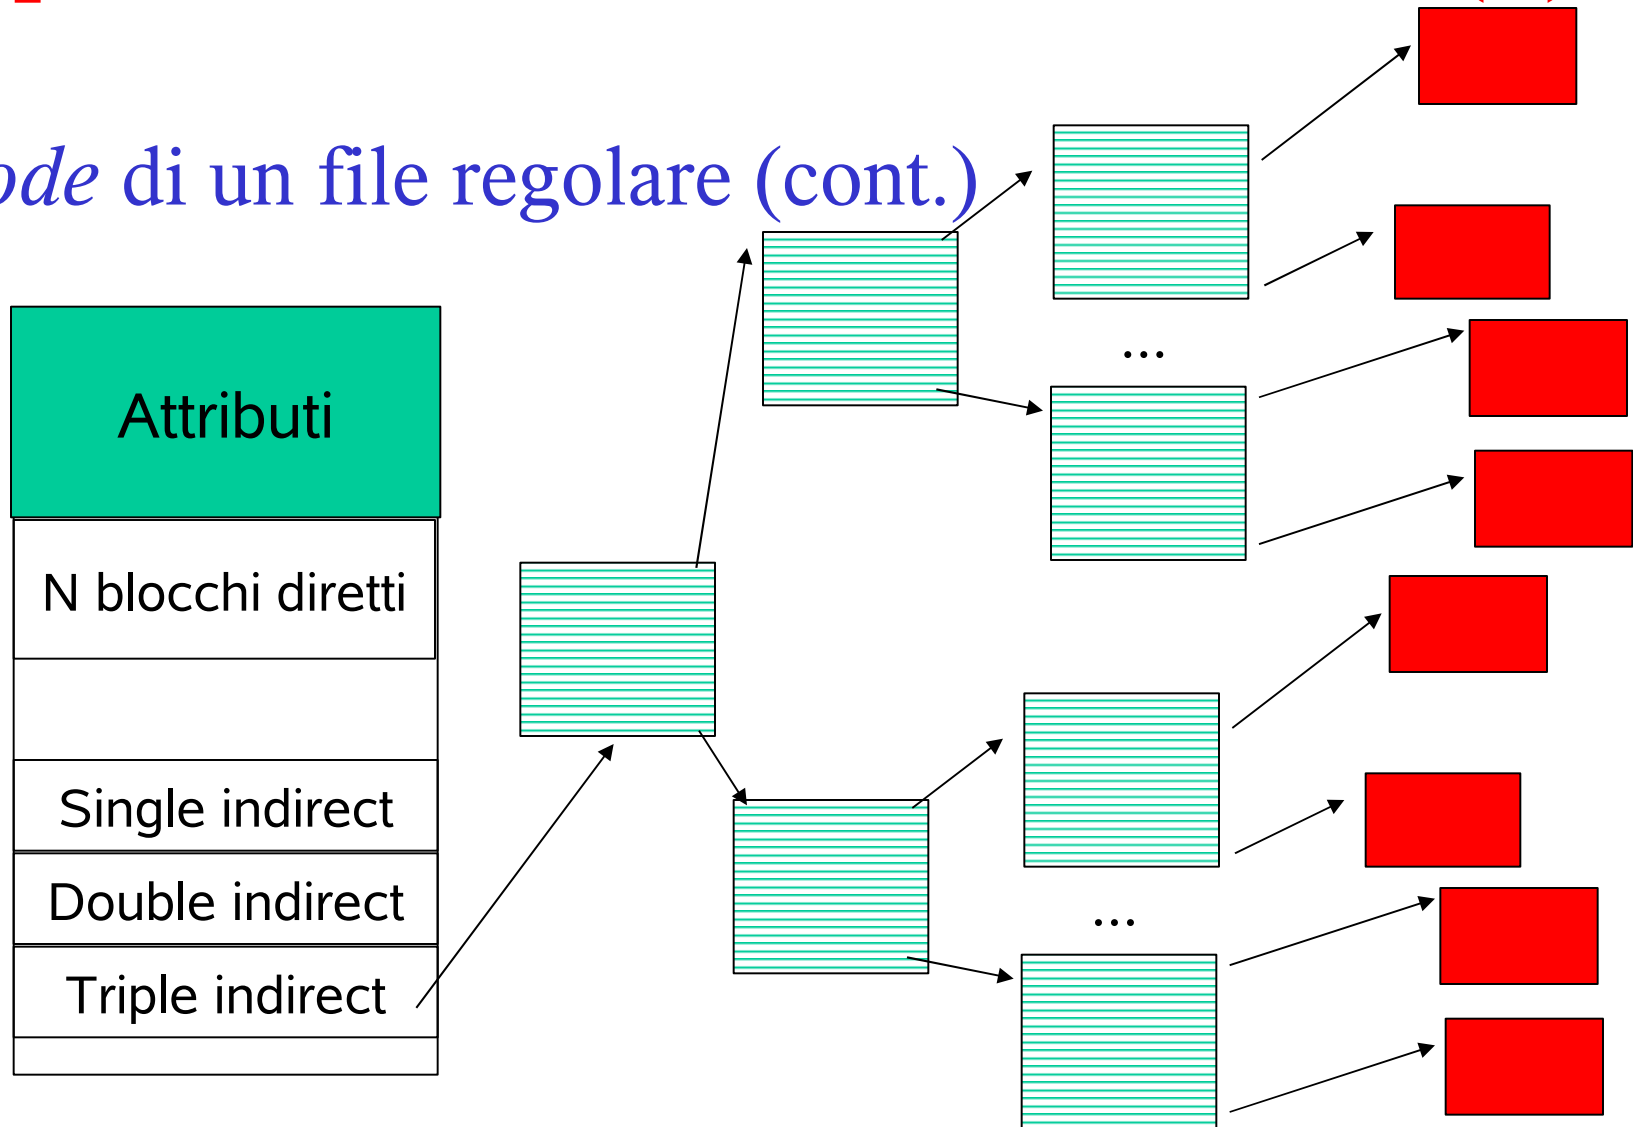 ode di un file regolare (cont.)
Attributi
N blocchi diretti
Single indirect
Double indirect
Triple indirect
...
...